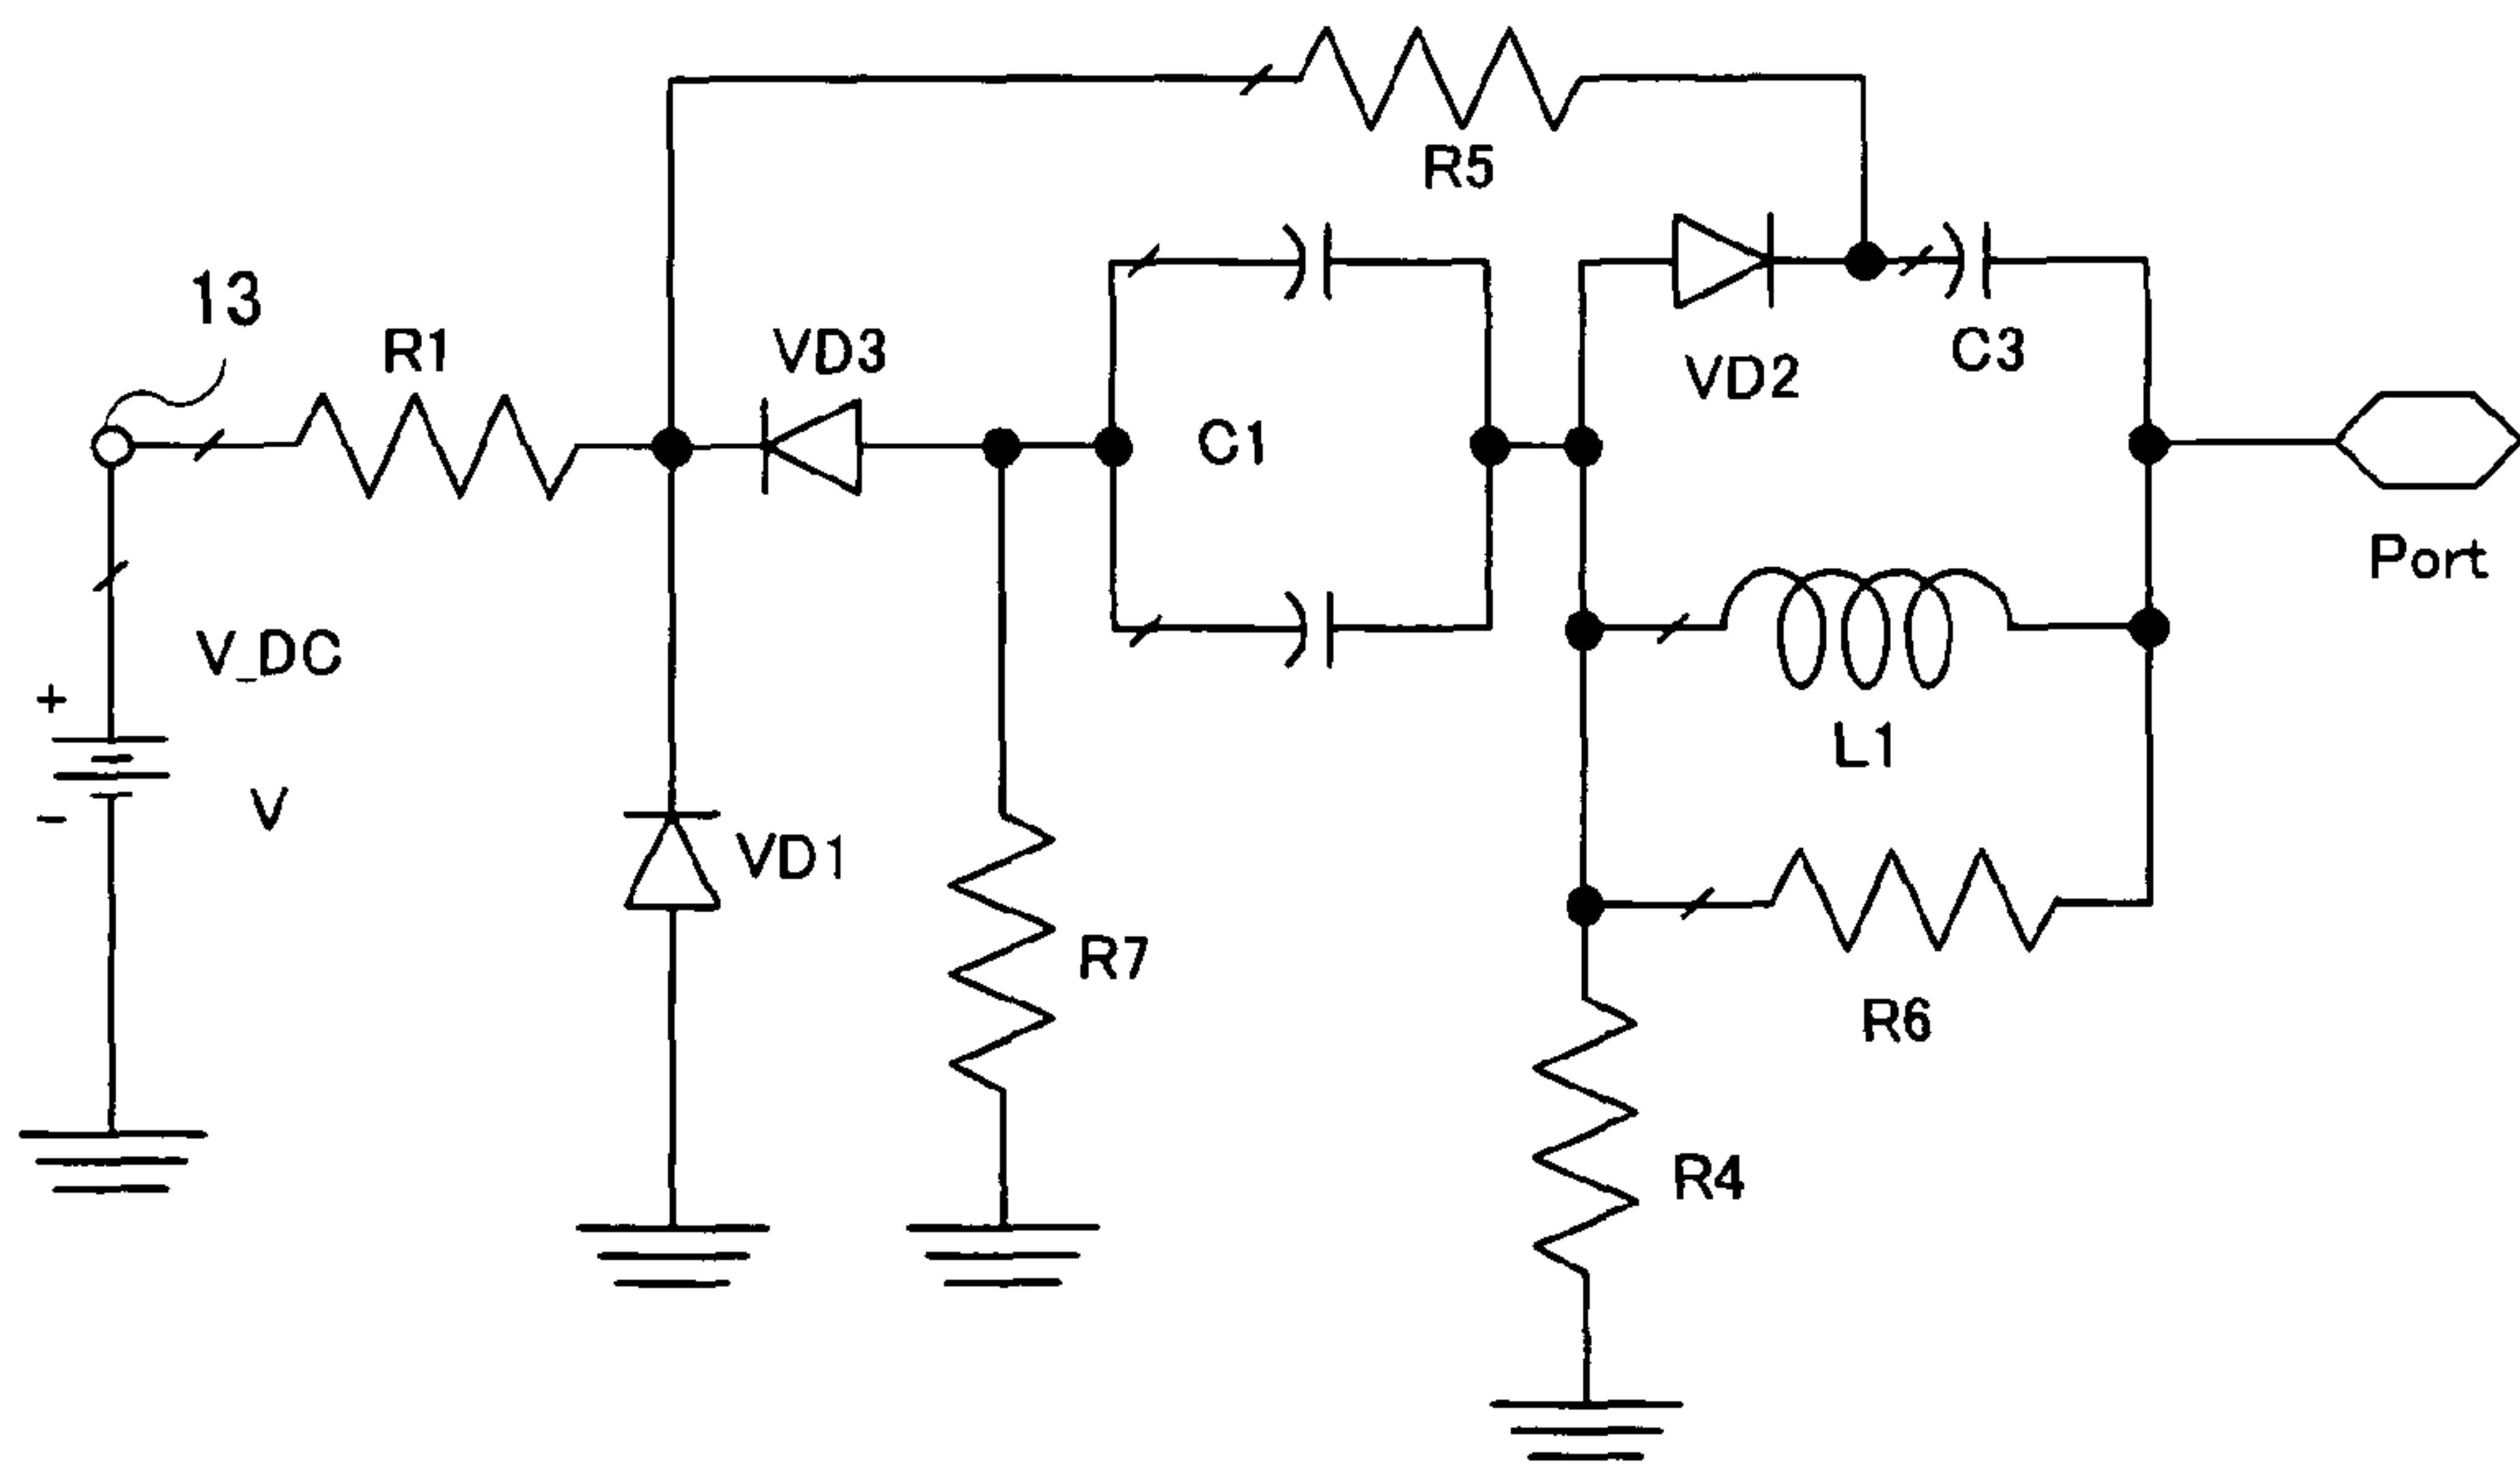 R5
13
R1
VD3
C1
VD2
C3
Port
V_DC
+
-
V
L1
VD1
R7
R6
R4